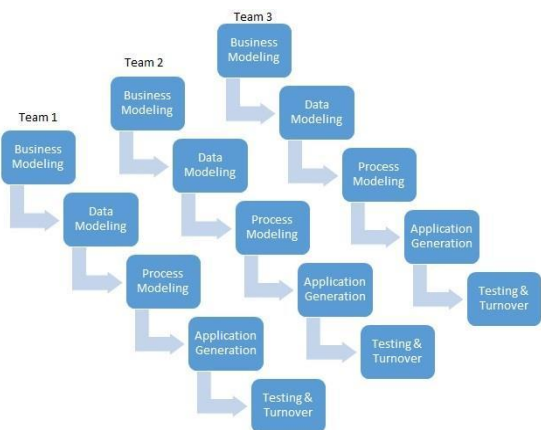 Team 1
Business
Modeling
Data
Modeling
Process
Modeling
Application
Generation
Testing &
Turnover
Team 2
Business
Modeling
Data
Modeling
Process
Modeling
Application
Generation
Testing &
Turnover
Team 3
Business
Modeling
Data
Modeling
Process
Modeling
Application
Generation
Testing &
Turnover